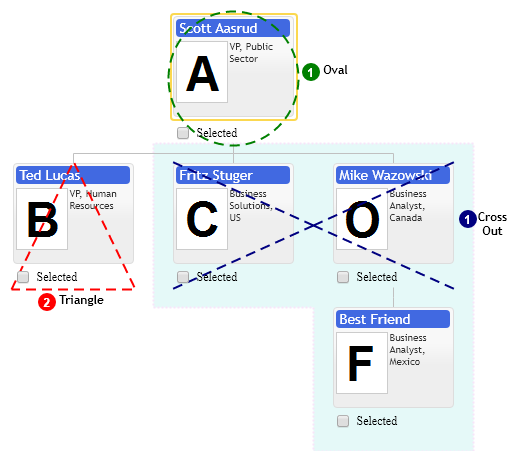 Scott Aasrud
A
VP, Public
Sector
1 Oval
Selected
Ted Lucas
B
VP, Human
Resources
Selected
2 Triangle
Fritz Stuger
C
Business
Solutions,
US
Selected
Mike Wazowski
O
Business
Analyst,
Canada
Selected
1 Cross
Out
Best Friend
F
Business
Analyst,
Mexico
Selected